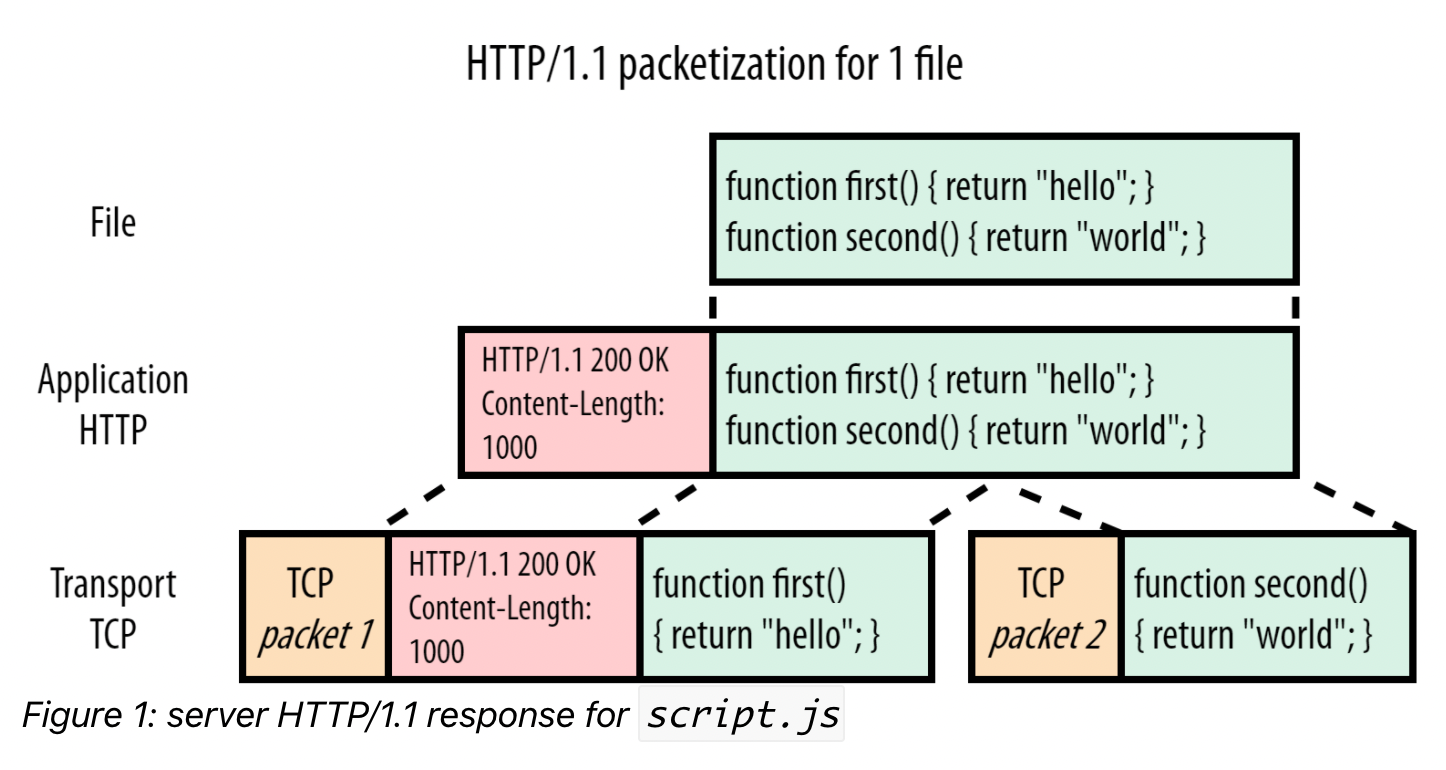 HTTP/1.1 packetization for 1 file
File
function first() { return "hello"; }
function second() { return "world"; }
Application
HTTP
HTTP/1.1 200 OK
Content-Length:
1000
function first() { return "hello"; }
function second() { return "world"; }
Transport
TCP
TCP
packet 1
HTTP/1.1 200 OK
Content-Length:
1000
function first()
{ return "hello"; }
TCP
packet 2
function second()
{ return "world"; }
Figure 1: server HTTP/1.1 response for script.js